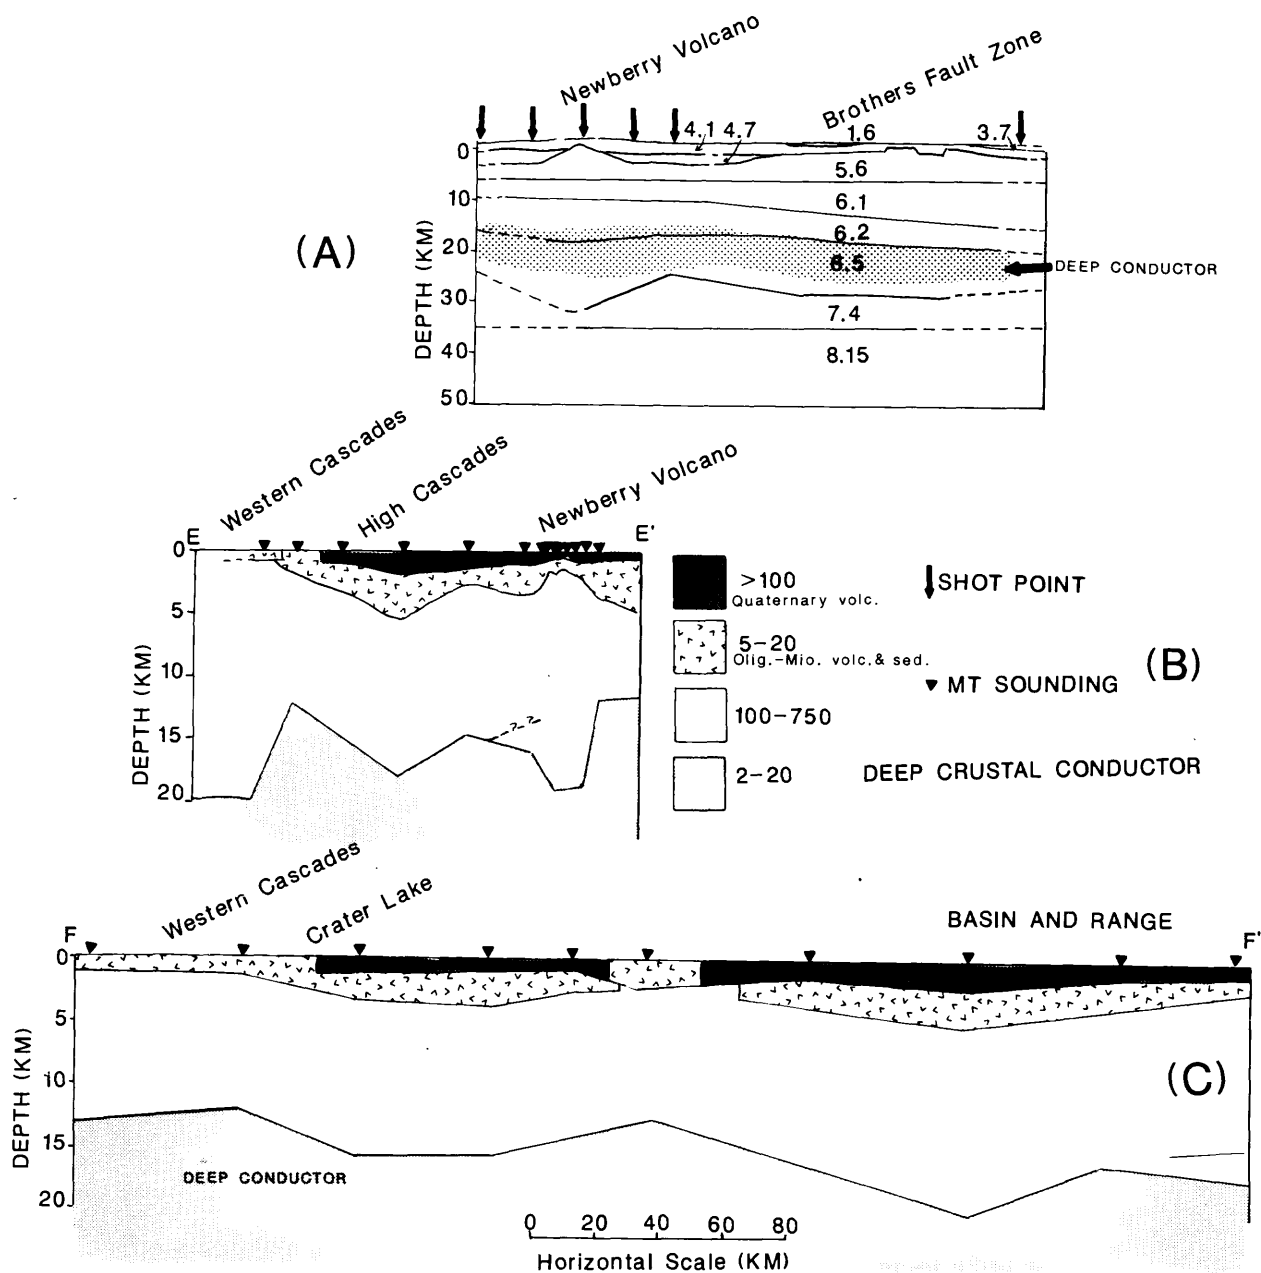 Newberry Volcano
Brothers Fault Zone
4.1 4.7
1.6
3.7
0
5.6
10
6.1
(A)
6.2
20
6.5
DEEP CONDUCTOR
30
7.4
40
8.15
50
DEPTH (KM)
Western Cascades
High Cascades
Newberry Volcano
E
E'
0
5
10
15
20
DEPTH (KM)
>100
Quaternary volc.
SHOT POINT
5-20
Olig.-Mio. volc.& sed.
(B)
MT SOUNDING
100-750
2-20
DEEP CRUSTAL CONDUCTOR
? ?
Western Cascades
Crater Lake
BASIN AND RANGE
F
F'
0
5
10
15
20
DEPTH (KM)
(C)
DEEP CONDUCTOR
0 20 40 60 80
Horizontal Scale (KM)